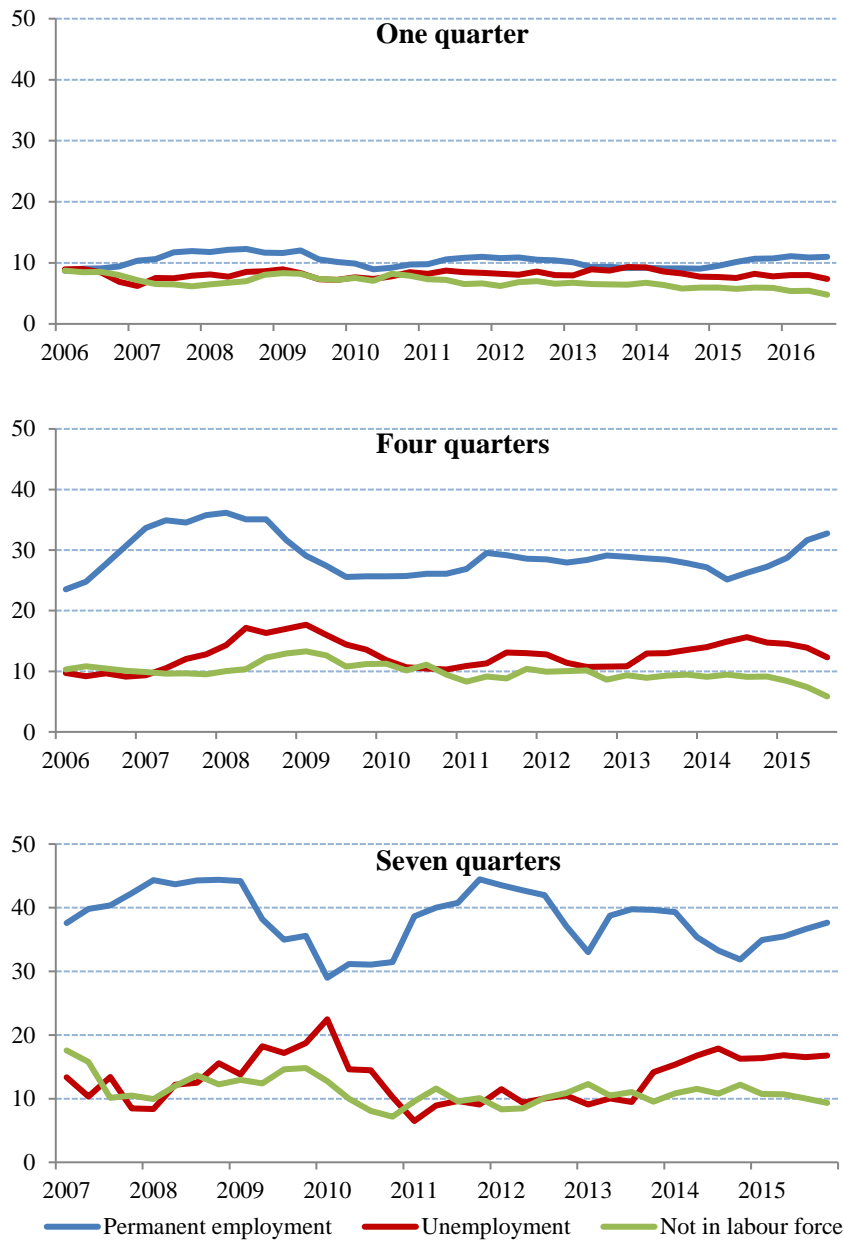 One quarter
50
40
30
20
10
0
2006 2007 2008 2009 2010 2011 2012 2013 2014 2015 2016
Four quarters
50
40
30
20
10
0
2006 2007 2008 2009 2010 2011 2012 2013 2014 2015
Seven quarters
50
40
30
20
10
0
2007 2008 2009 2010 2011 2012 2013 2014 2015
Permanent employment Unemployment Not in labour force